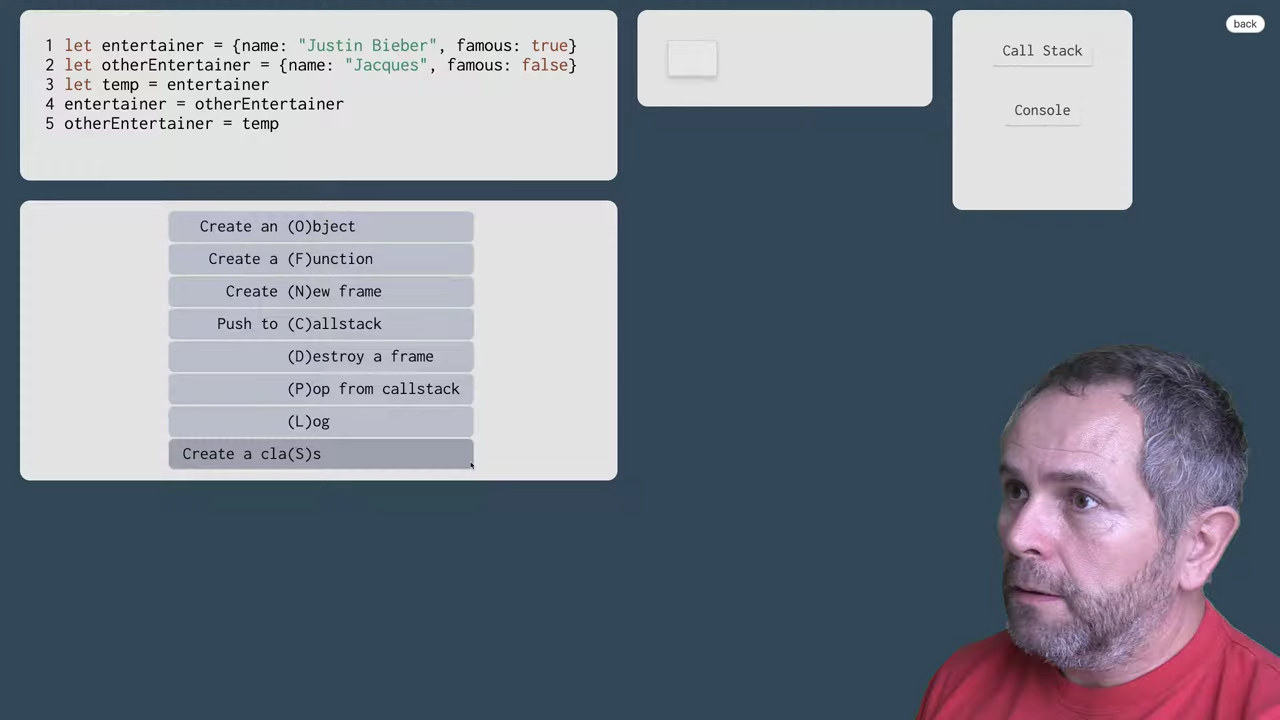 1 let entertainer = {name: "Justin Bieber", famous: true}
2 let otherEntertainer = {name: "Jacques", famous: false}
3 let temp = entertainer
4 entertainer = otherEntertainer
5 otherEntertainer = temp
Create an (O)bject
Create a (F)unction
Create (N)ew frame
Push to (C)allstack
(D)estroy a frame
(P)op from callstack
(L)og
Create a cla(S)s
Call Stack
Console
back